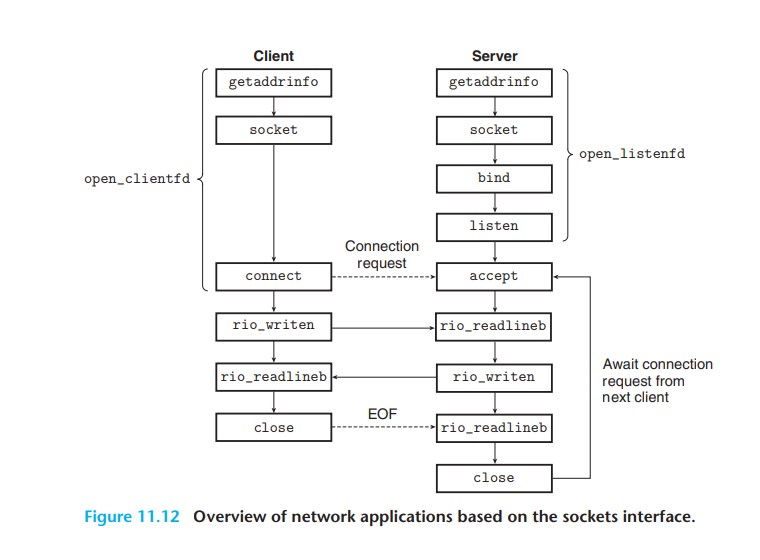 Client
Server
getaddrinfo
getaddrinfo
socket
socket
open_listenfd
open_clientfd
bind
listen
Connection
request
connect
accept
rio_writen
rio_readlineb
Await connection
request from
next client
rio_readlineb
rio_writen
EOF
close
rio_readlineb
close
Figure 11.12 Overview of network applications based on the sockets interface.